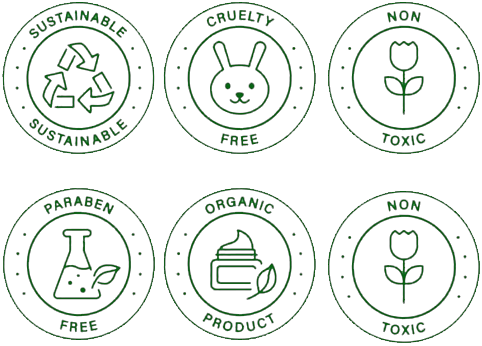 SUSTAINABLE
SUSTAINABLE
CRUELTY
FREE
NON
TOXIC
PARABEN
FREE
ORGANIC
PRODUCT
NON
TOXIC